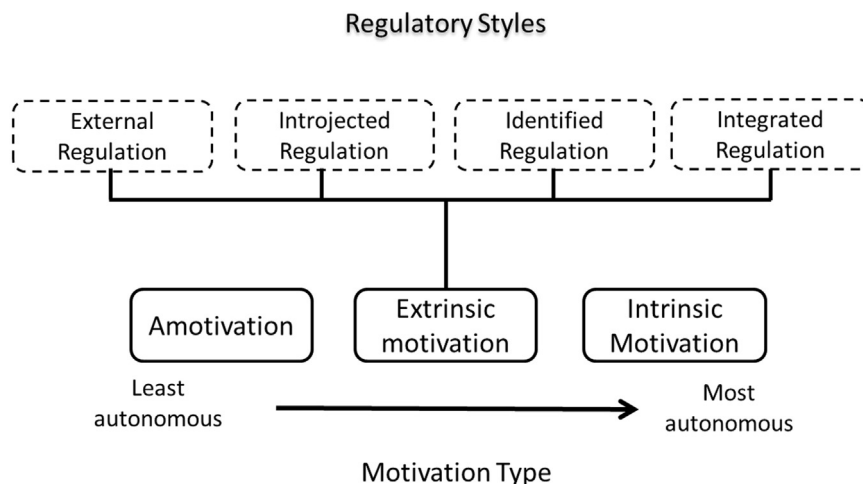 Regulatory Styles
External
Regulation
Introjected
Regulation
Identified
Regulation
Integrated
Regulation
Amotivation
Extrinsic
motivation
Intrinsic
Motivation
Least
autonomous
Most
autonomous
Motivation Type